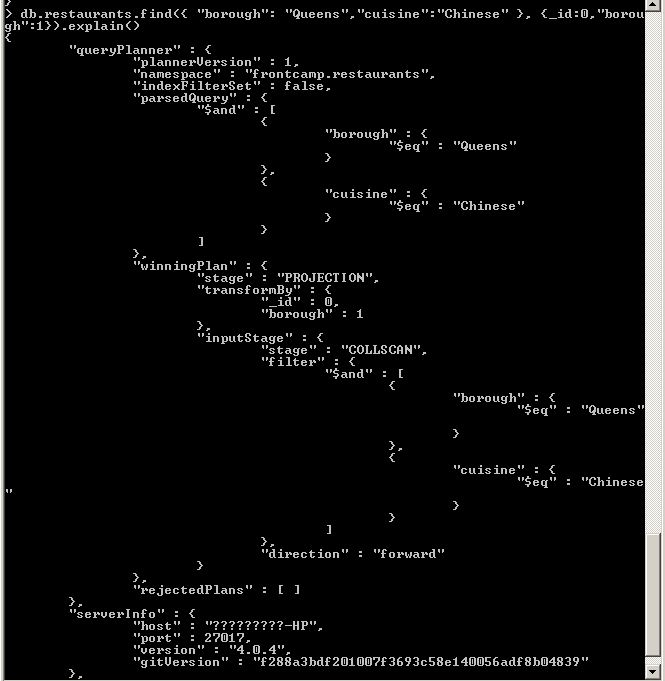 }
> db.restaurants.find({ "borough": "Queens","cuisine":"Chinese" }, {_id:0,"borou
gh":1}).explain()
{
        "queryPlanner" : {
                "plannerVersion" : 1,
                "namespace" : "frontcamp.restaurants",
                "indexFilterSet" : false,
                "parsedQuery" : {
                        "$and" : [
                                {
                                        "borough" : {
                                                "$eq" : "Queens"
                                        }
                                },
                                {
                                        "cuisine" : {
                                                "$eq" : "Chinese"
                                        }
                                }
                        ]
                },
                "winningPlan" : {
                        "stage" : "PROJECTION",
                        "transformBy" : {
                                "_id" : 0,
                                "borough" : 1
                        },
                        "inputStage" : {
                                "stage" : "COLLSCAN",
                                "filter" : {
                                        "$and" : [
                                                {
                                                        "borough" : {
                                                                "$eq" : "Queens"

                                                        }
                                                },
                                                {
                                                        "cuisine" : {
                                                                "$eq" : "Chinese
"
                                                        }
                                                }
                                        ]
                                },
                                "direction" : "forward"
                        }
                },
                "rejectedPlans" : [ ]
        },
        "serverInfo" : {
                "host" : "?????????-HP",
                "port" : 27017,
                "version" : "4.0.4",
                "gitVersion" : "f288a3bdf201007f3693c58e140056adf8b04839"
        },